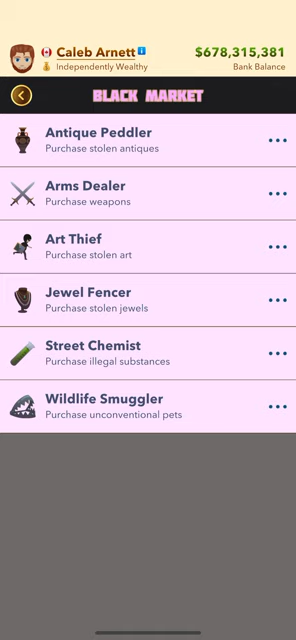 Caleb Arnett
$678,315,381
Independently Wealthy
Bank Balance
BLACK MARKET
Antique Peddler
Purchase stolen antiques
Arms Dealer
Purchase weapons
Art Thief
Purchase stolen art
Jewel Fencer
Purchase stolen jewels
Street Chemist
Purchase illegal substances
Wildlife Smuggler
Purchase unconventional pets